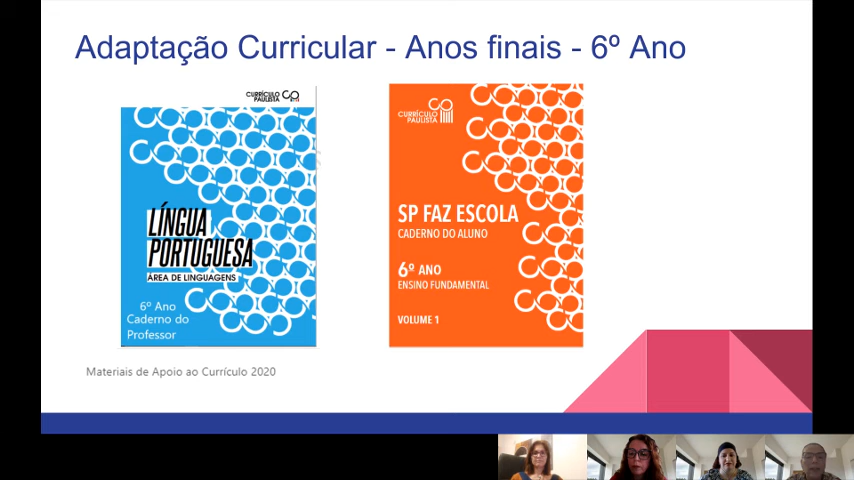 Adaptação Curricular - Anos finais - 6º Ano
CURRÍCULO
PAULISTA
LÍNGUA
PORTUGUESA
ÁREA DE LINGUAGENS
6º Ano
Caderno do
Professor
CURRÍCULO
PAULISTA
SP FAZ ESCOLA
CADERNO DO ALUNO
6º ANO
ENSINO FUNDAMENTAL
VOLUME 1
Materiais de Apoio ao Currículo 2020